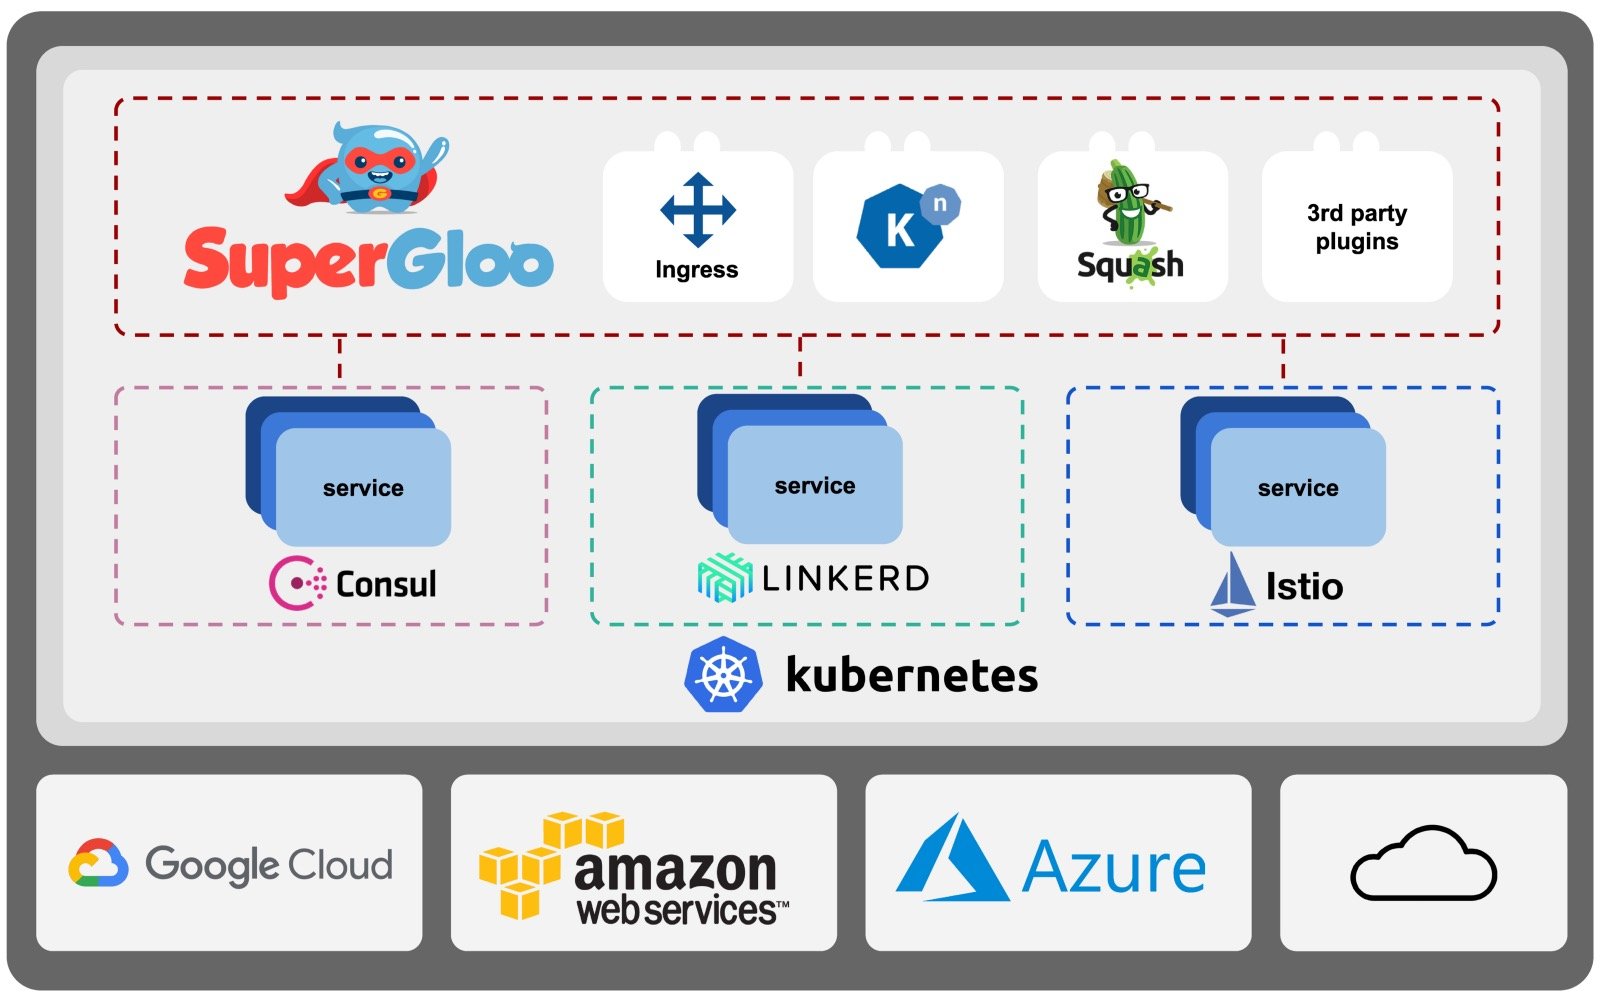 SuperGloo
G
Ingress
K
n
Squash
3rd party
plugins
service
service
service
Consul
LINKERD
Istio
kubernetes
Google Cloud
amazon
web services™
Azure